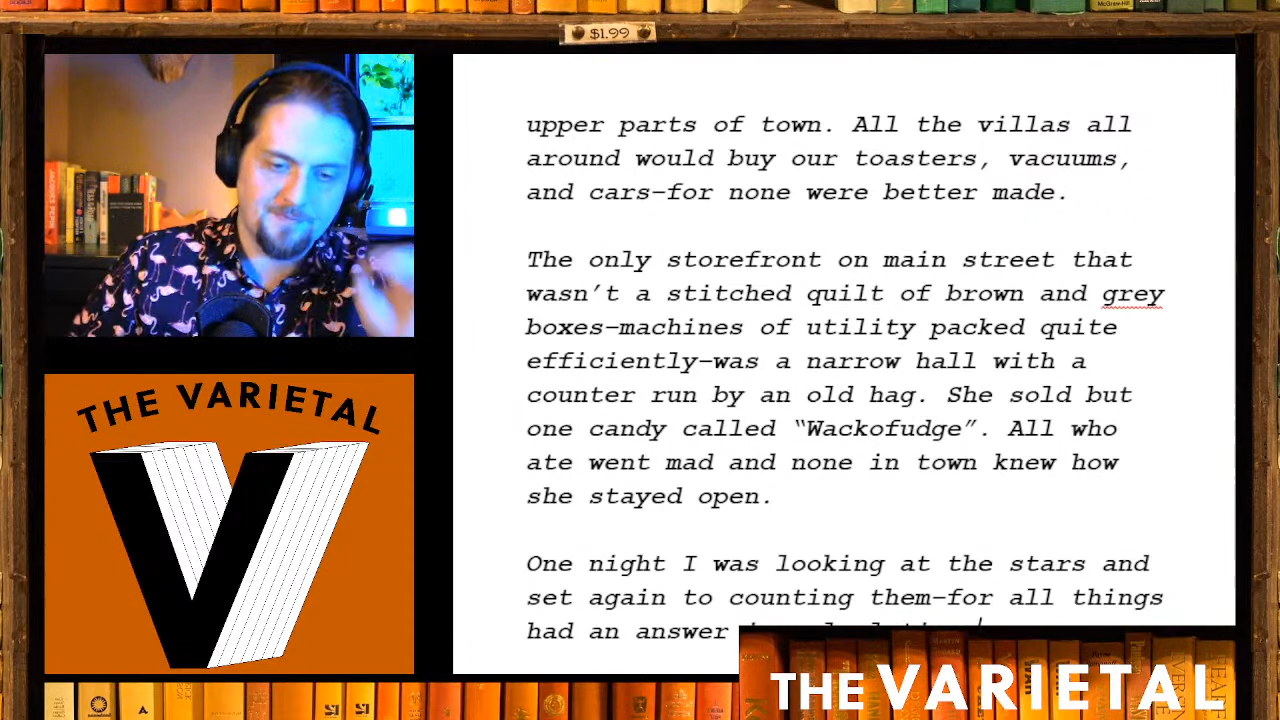 McGraw-Hill
$1.99
upper parts of town. All the villas all
around would buy our toasters, vacuums,
and cars—for none were better made.
The only storefront on main street that
wasn't a stitched quilt of brown and grey
boxes—machines of utility packed quite
efficiently—was a narrow hall with a
counter run by an old hag. She sold but
one candy called “Wackofudge”. All who
ate went mad and none in town knew how
she stayed open.
One night I was looking at the stars and
set again to counting them—for all things
had an answer
JACQUES PEPIN
THE VARIETAL
THE VARIETAL